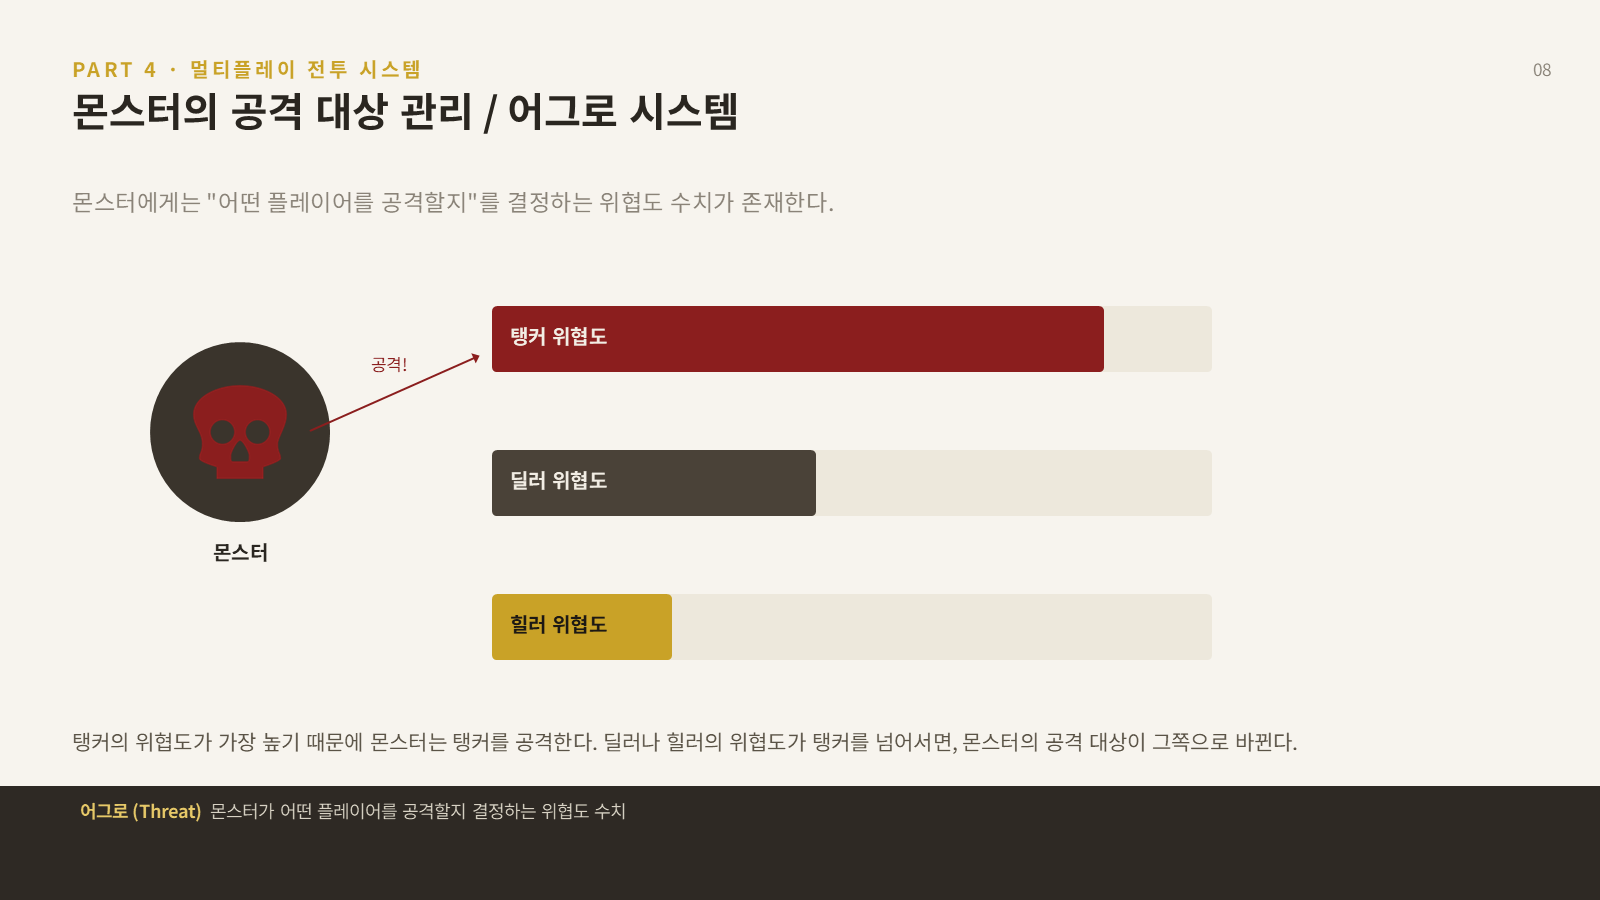 PART 4 · 멀티플레이 전투 시스템
08
몬스터의 공격 대상 관리 / 어그로 시스템
몬스터에게는 "어떤 플레이어를 공격할지"를 결정하는 위협도 수치가 존재한다.
탱커 위협도
공격!
딜러 위협도
몬스터
힐러 위협도
탱커의 위협도가 가장 높기 때문에 몬스터는 탱커를 공격한다. 딜러나 힐러의 위협도가 탱커를 넘어서면, 몬스터의 공격 대상이 그쪽으로 바뀐다.
어그로 (Threat) 몬스터가 어떤 플레이어를 공격할지 결정하는 위협도 수치